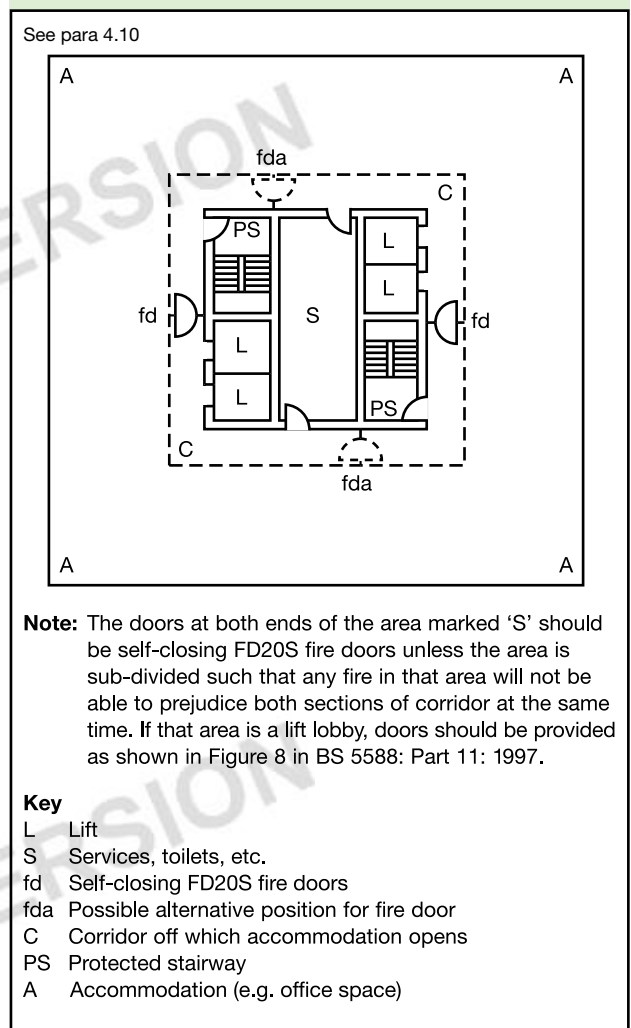 See para 4.10
A A
ERSION
fda
C
PS L
L
fd S fd
L
L PS
C
fda
A A
Note: The doors at both ends of the area marked ‘S’ should
be self-closing FD20S fire doors unless the area is
sub-divided such that any fire in that area will not be
able to prejudice both sections of corridor at the same
time. If that area is a lift lobby, doors should be provided
as shown in Figure 8 in BS 5588: Part 11: 1997.
ERSION
Key
L Lift
S Services, toilets, etc.
fd Self-closing FD20S fire doors
fda Possible alternative position for fire door
C Corridor off which accommodation opens
PS Protected stairway
A Accommodation (e.g. office space)